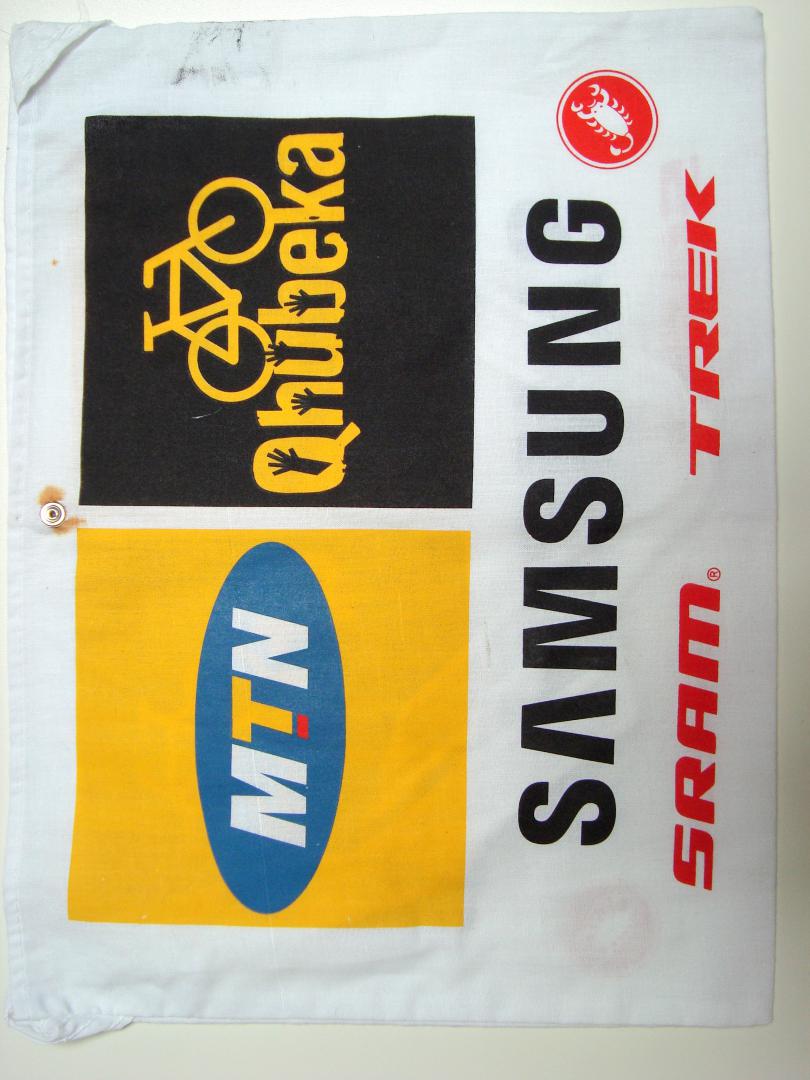 MTN
Qhubeka
SAMSUNG
SRAM® TREK